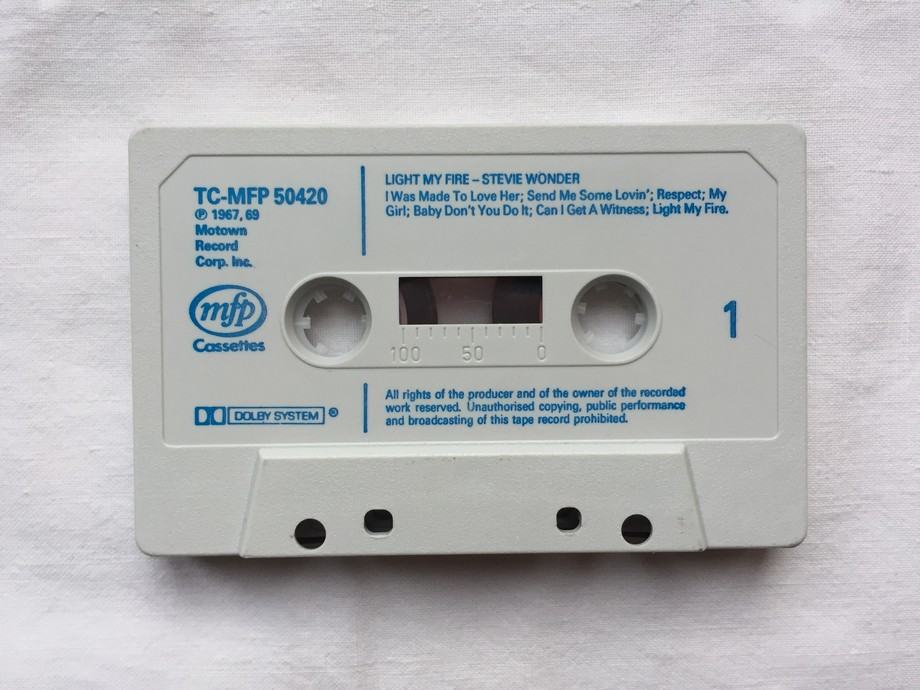 TC-MFP 50420
℗ 1967, 69
Motown
Record
Corp. Inc.
mfp
Cassettes
DOLBY SYSTEM ®
LIGHT MY FIRE – STEVIE WONDER
I Was Made To Love Her; Send Me Some Lovin'; Respect; My
Girl; Baby Don't You Do It; Can I Get A Witness; Light My Fire.
100 50 0
1
All rights of the producer and of the owner of the recorded
work reserved. Unauthorised copying, public performance
and broadcasting of this tape record prohibited.